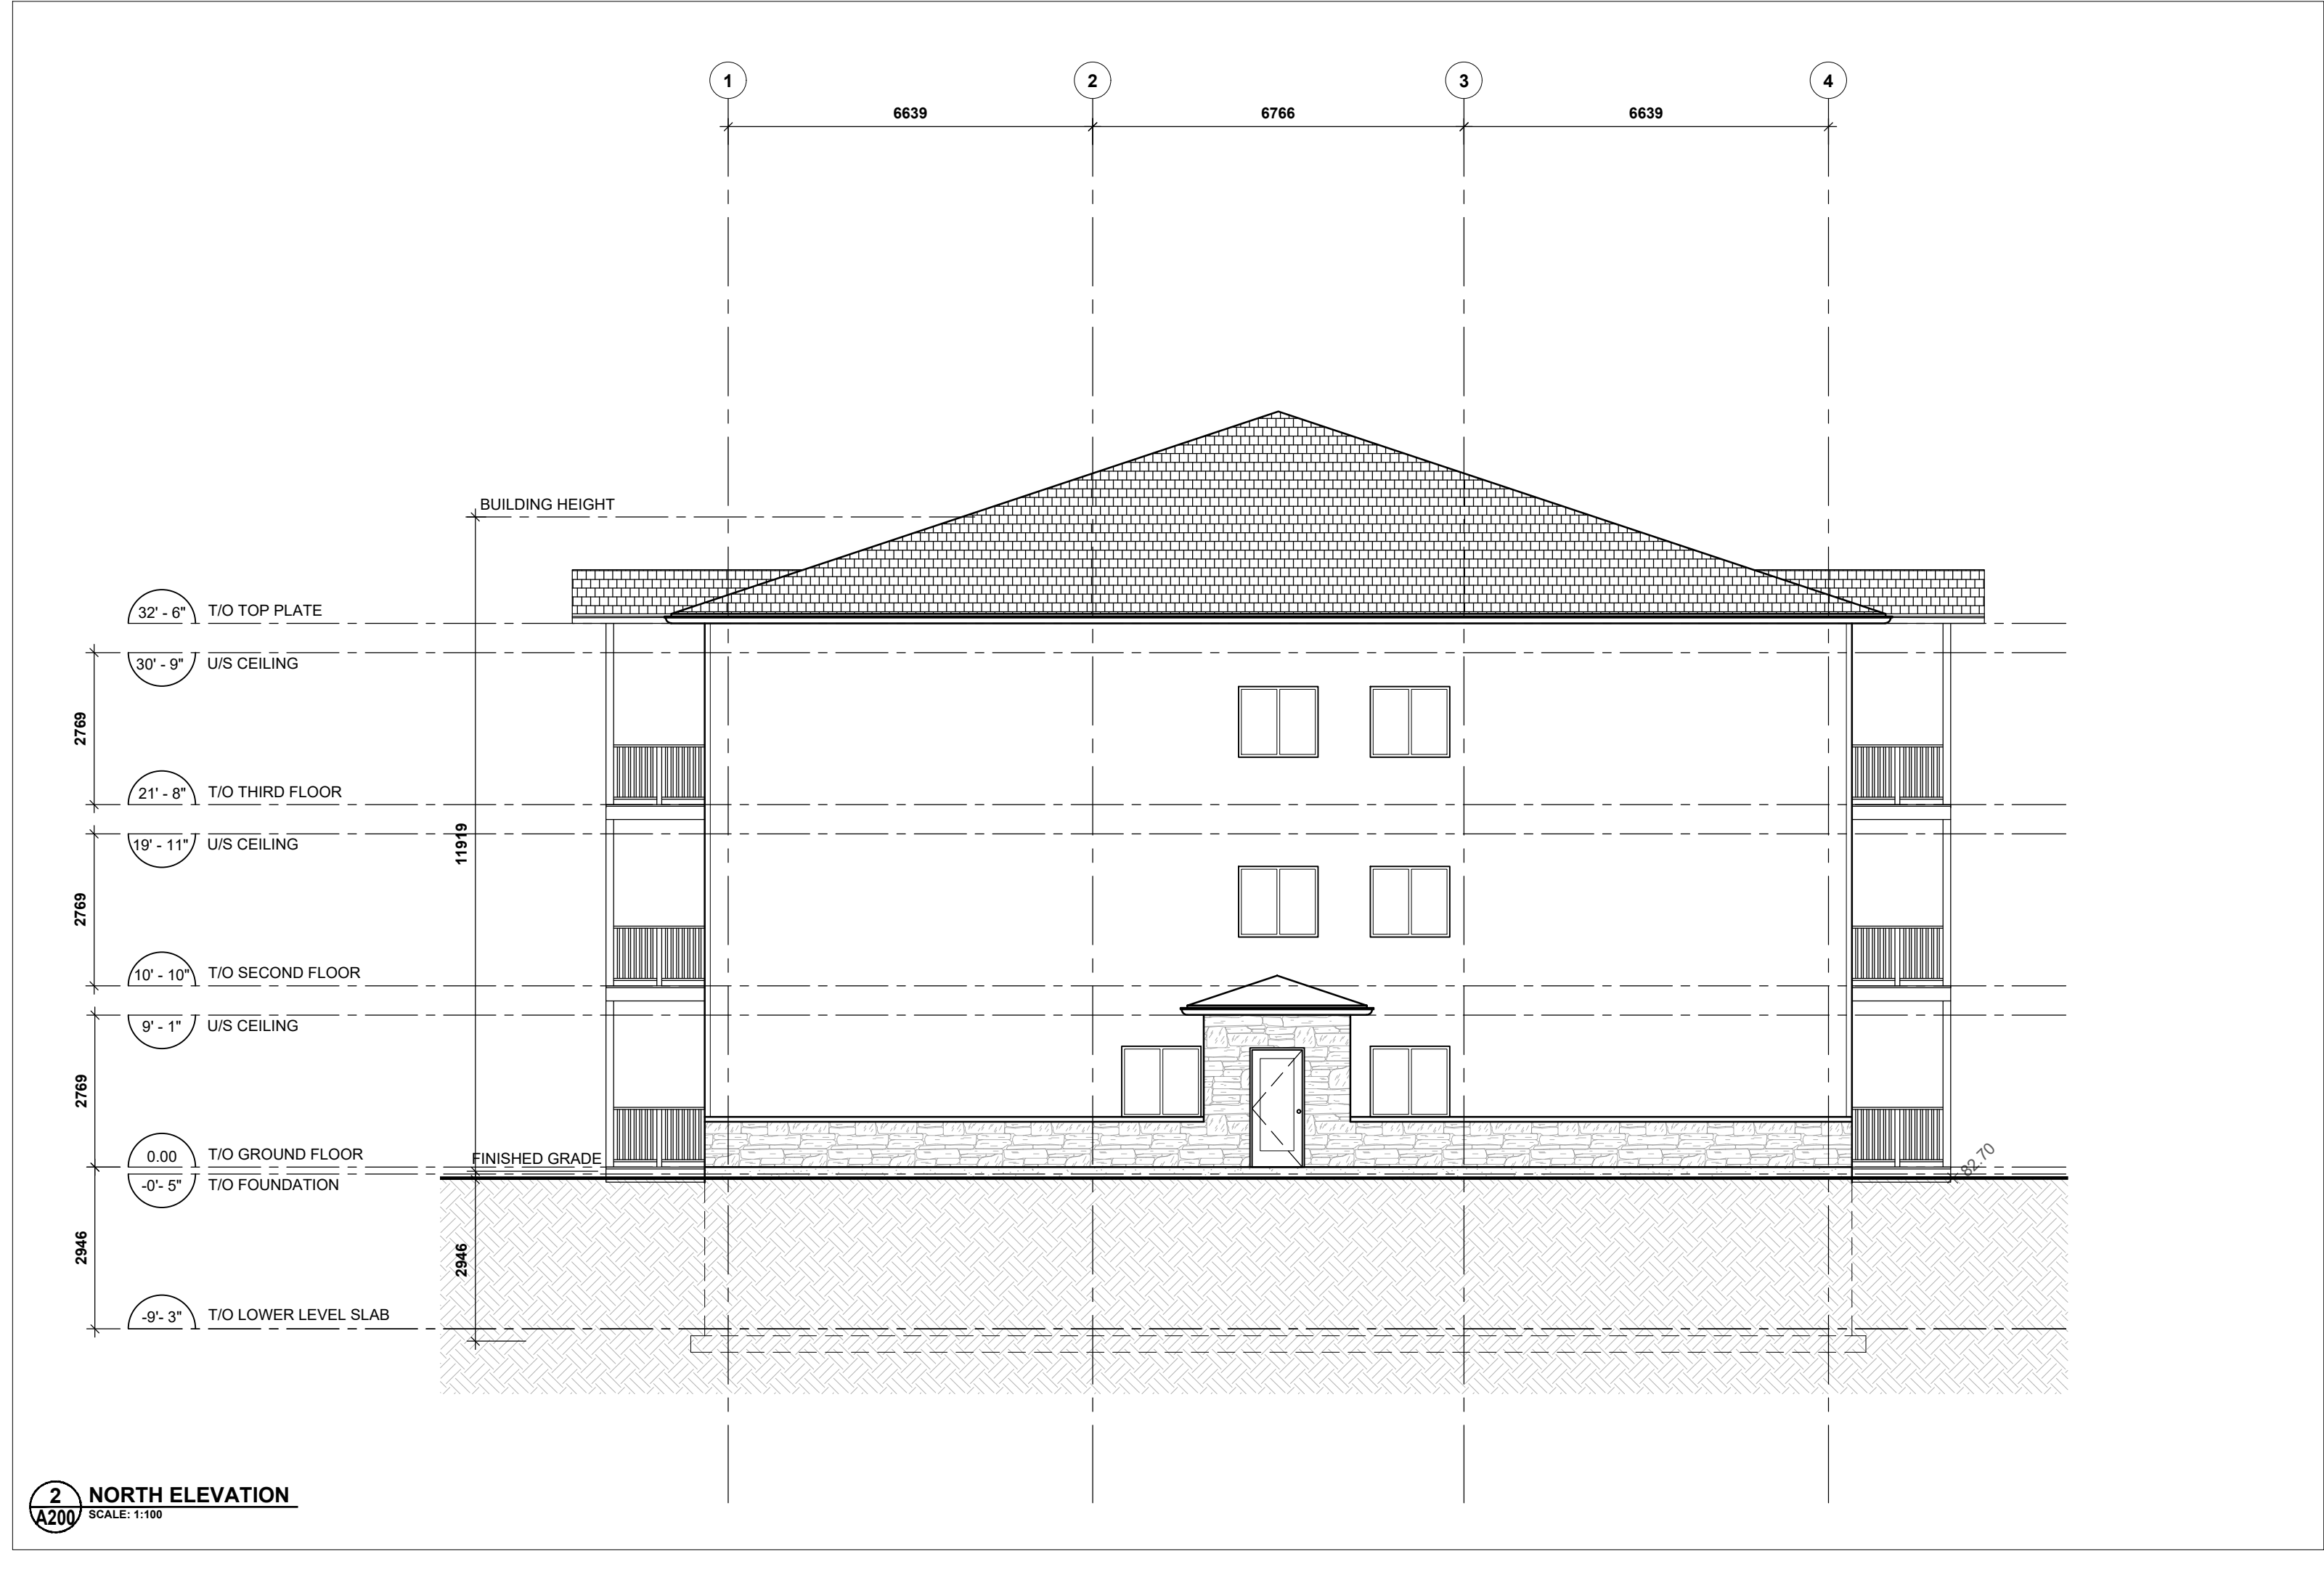 1
2
3
4
6639
6766
6639
BUILDING HEIGHT
32' - 6" T/O TOP PLATE
30' - 9" U/S CEILING
2769
21' - 8" T/O THIRD FLOOR
11919
19' - 11" U/S CEILING
2769
10' - 10" T/O SECOND FLOOR
9' - 1" U/S CEILING
2769
0.00 T/O GROUND FLOOR
FINISHED GRADE
82.70
-0'- 5" T/O FOUNDATION
2946
2946
-9'- 3" T/O LOWER LEVEL SLAB
2 NORTH ELEVATION
A200 SCALE: 1:100